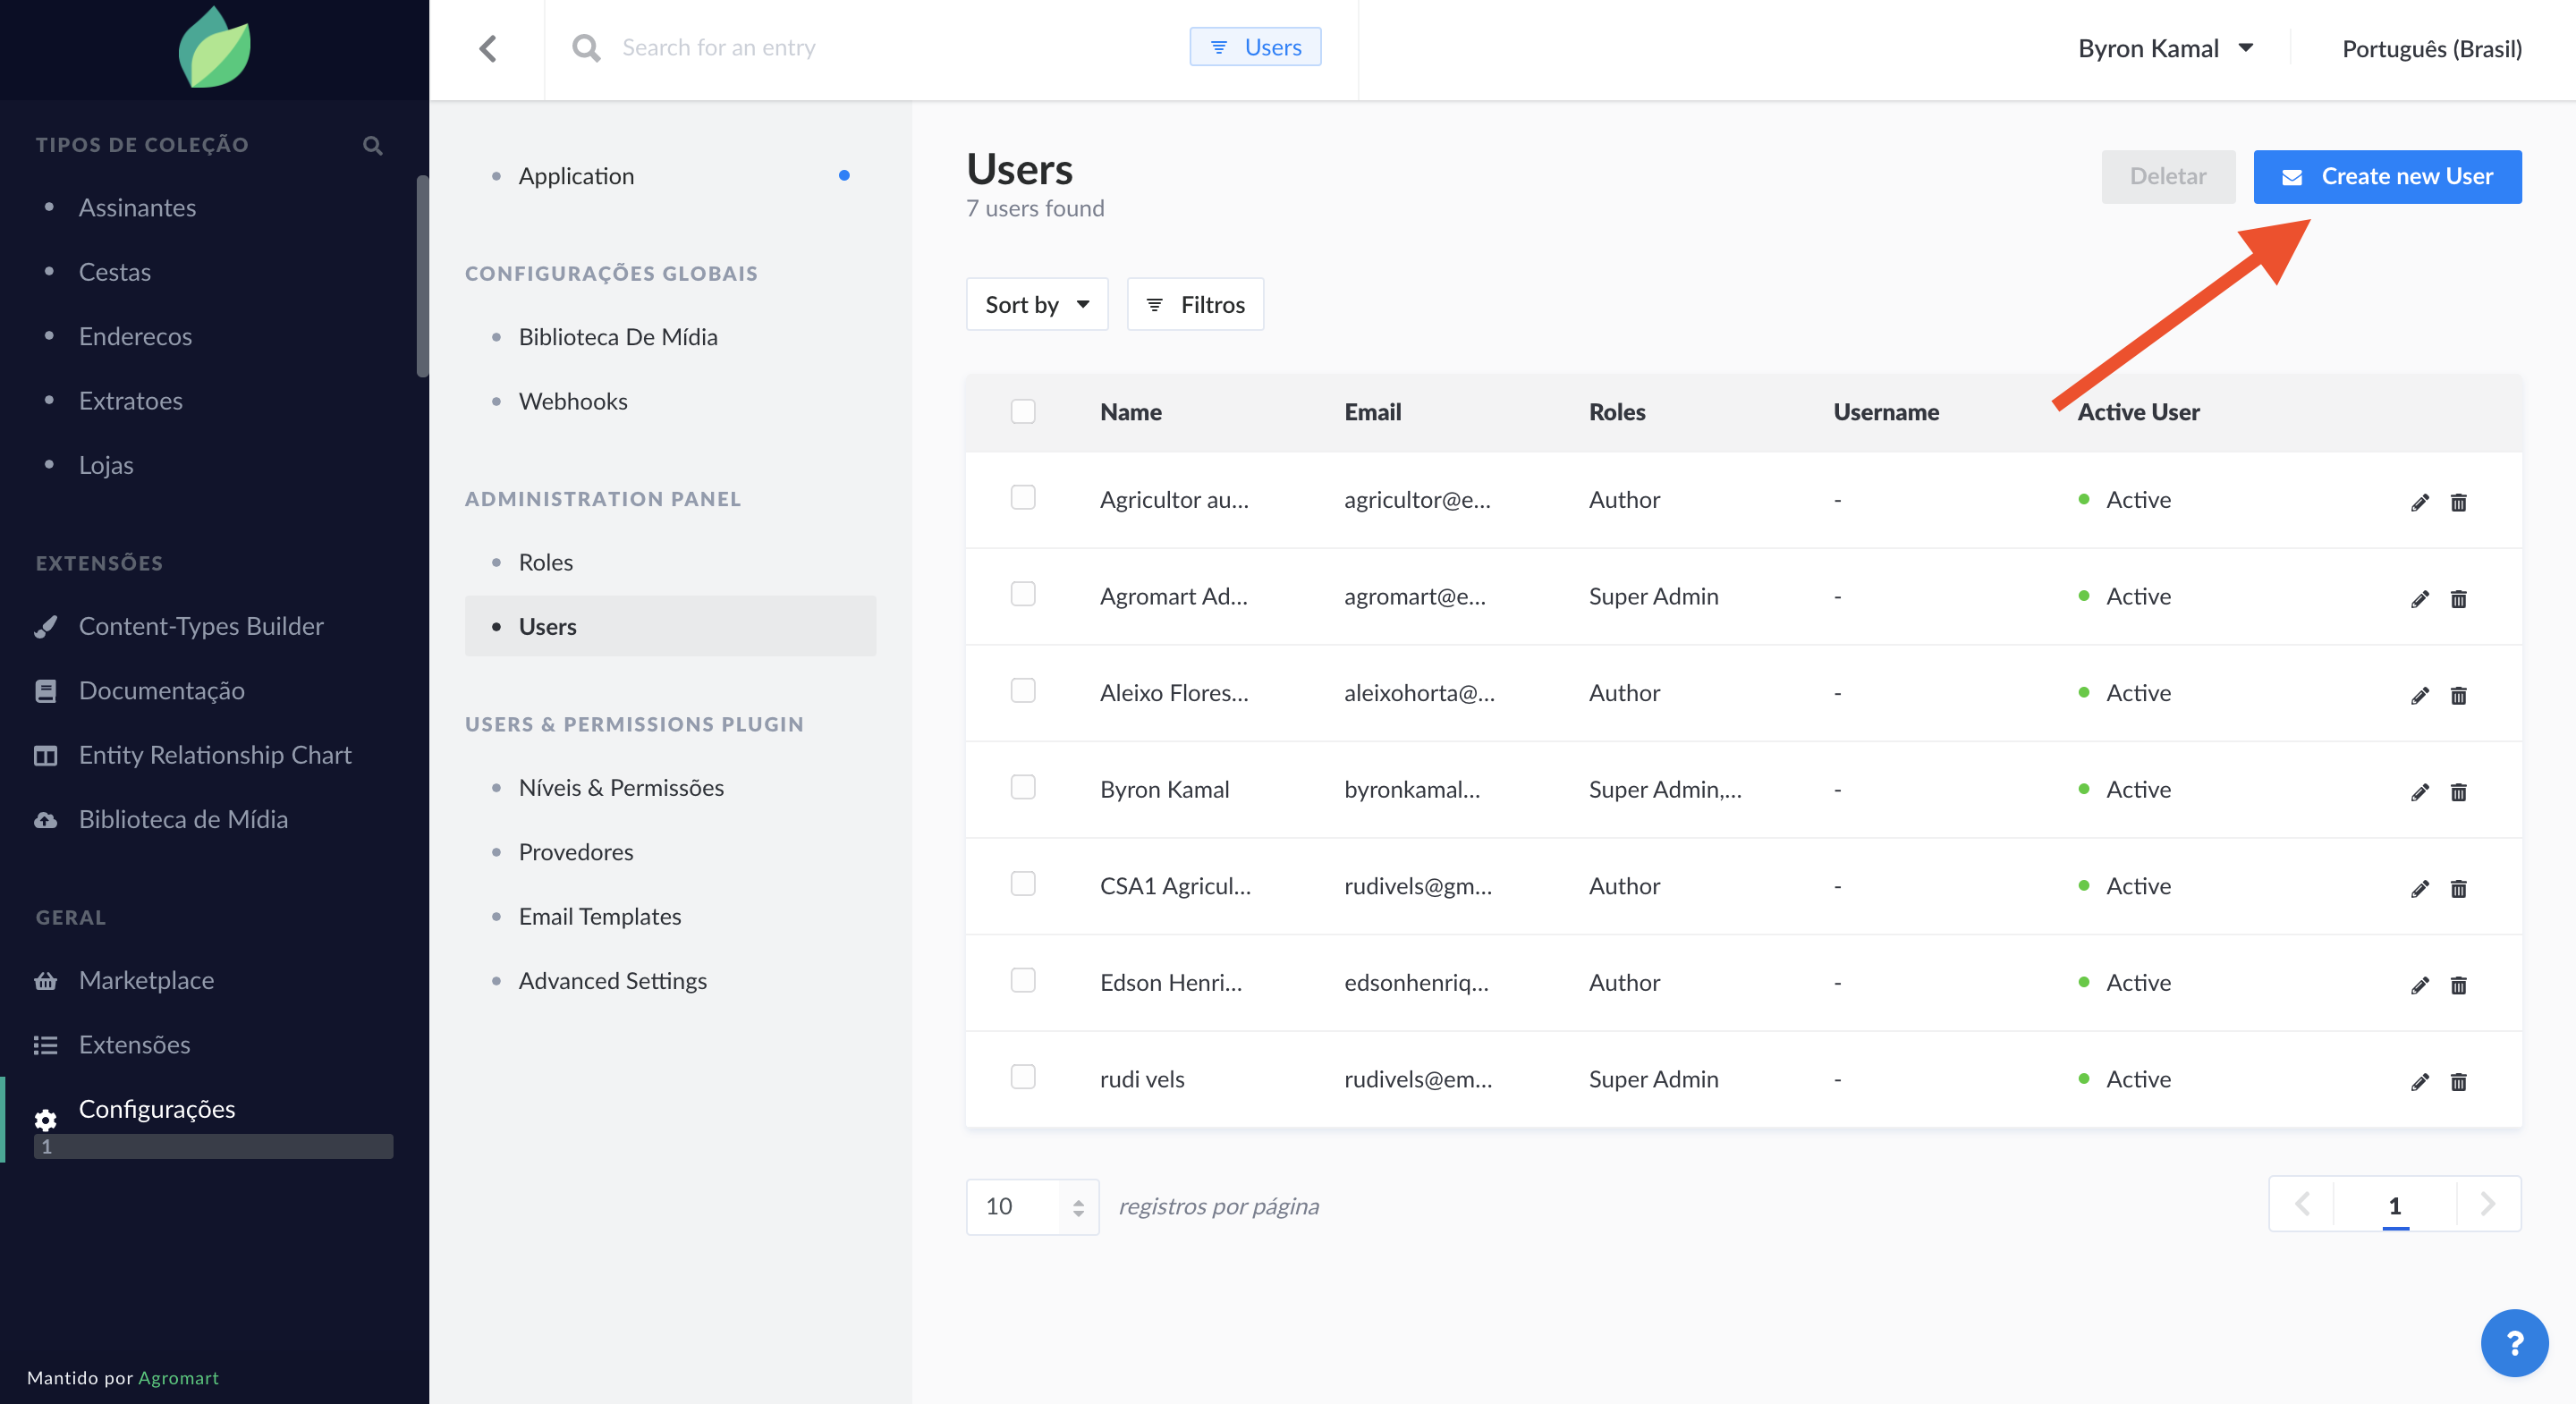 TIPOS DE COLEÇÃO
Assinantes
Cestas
Enderecos
Extratoes
Lojas
EXTENSÕES
Content-Types Builder
Documentação
Entity Relationship Chart
Biblioteca de Mídia
GERAL
Marketplace
Extensões
Configurações
1
Mantido por Agromart
Search for an entry
Users
Byron Kamal
Português (Brasil)
Application
CONFIGURAÇÕES GLOBAIS
Biblioteca De Mídia
Webhooks
ADMINISTRATION PANEL
Roles
Users
USERS & PERMISSIONS PLUGIN
Níveis & Permissões
Provedores
Email Templates
Advanced Settings
Users
7 users found
Deletar
Create new User
Sort by
Filtros
Name Email Roles Username Active User
Agricultor au... agricultor@e... Author - Active
Agromart Ad... agromart@e... Super Admin - Active
Aleixo Flores... aleixohorta@... Author - Active
Byron Kamal byronkamal... Super Admin,... - Active
CSA1 Agricul... rudivels@gm... Author - Active
Edson Henri... edsonhenriq... Author - Active
rudi vels rudivels@em... Super Admin - Active
10 registros por página
1
?